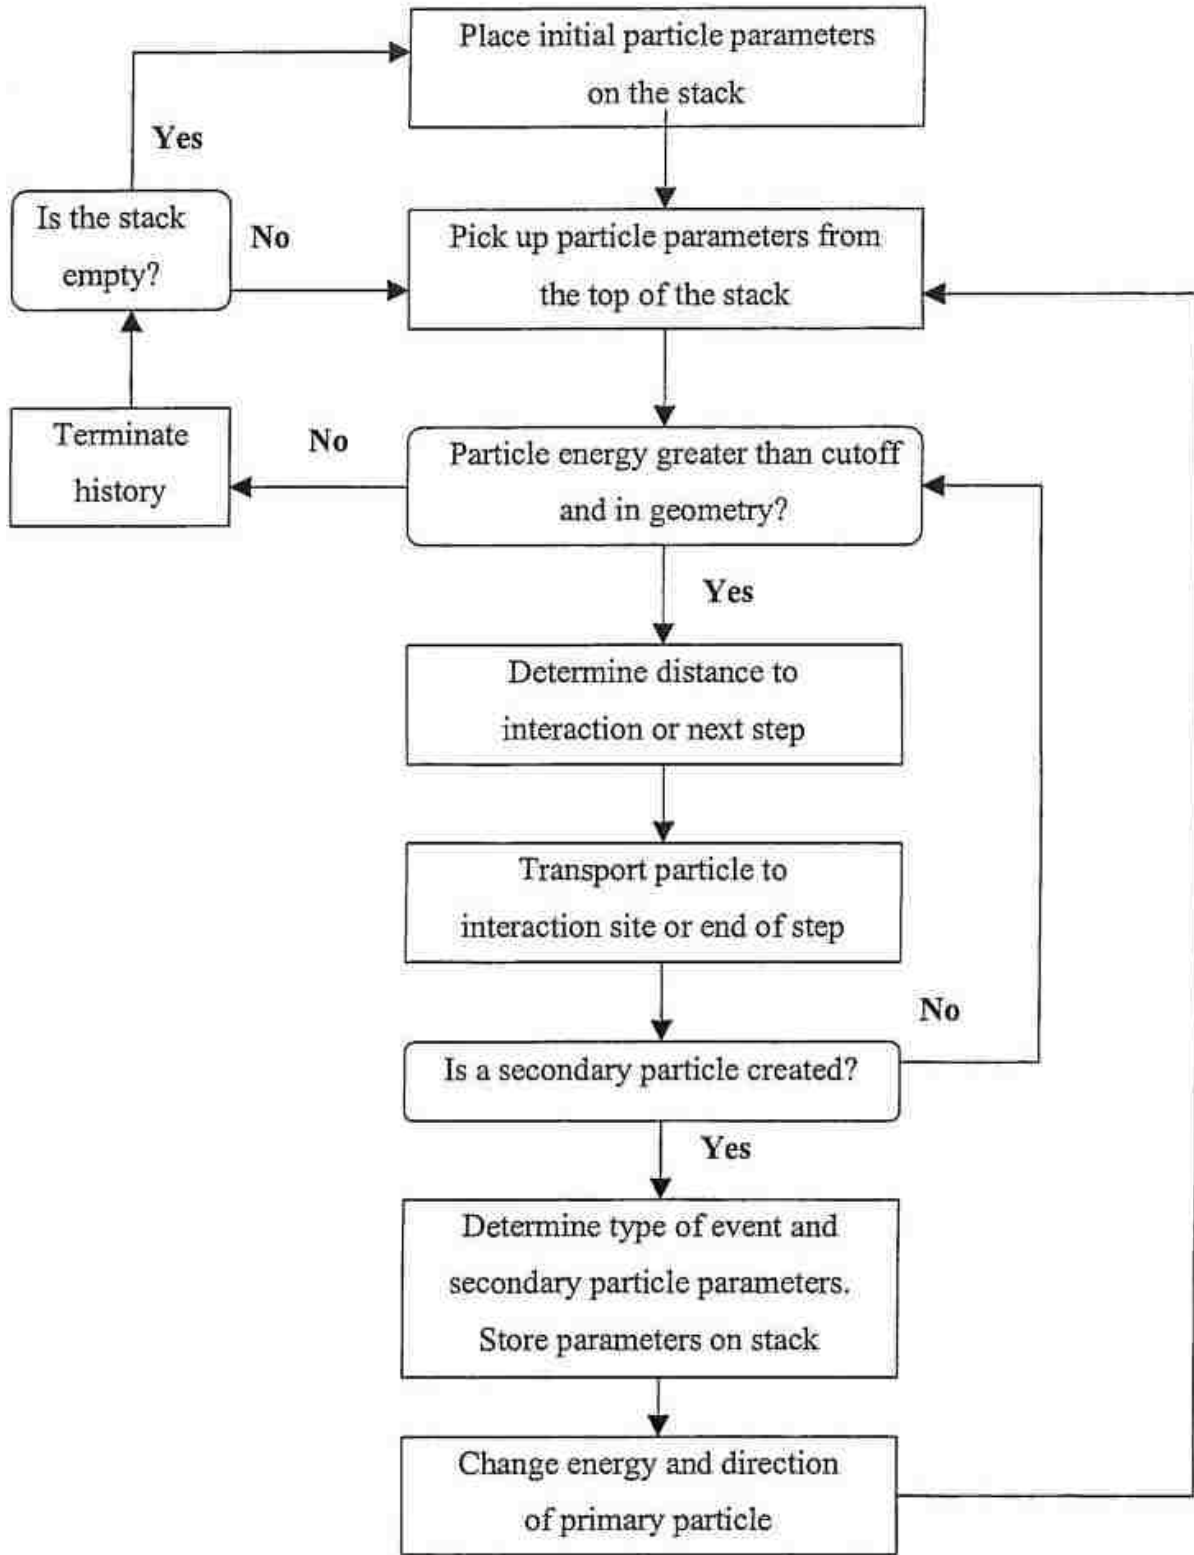 Place initial particle parameters
on the stack
Yes
Is the stack
empty?
No
Pick up particle parameters from
the top of the stack
Terminate
history
No
Particle energy greater than cutoff
and in geometry?
Yes
Determine distance to
interaction or next step
Transport particle to
interaction site or end of step
No
Is a secondary particle created?
Yes
Determine type of event and
secondary particle parameters.
Store parameters on stack
Change energy and direction
of primary particle